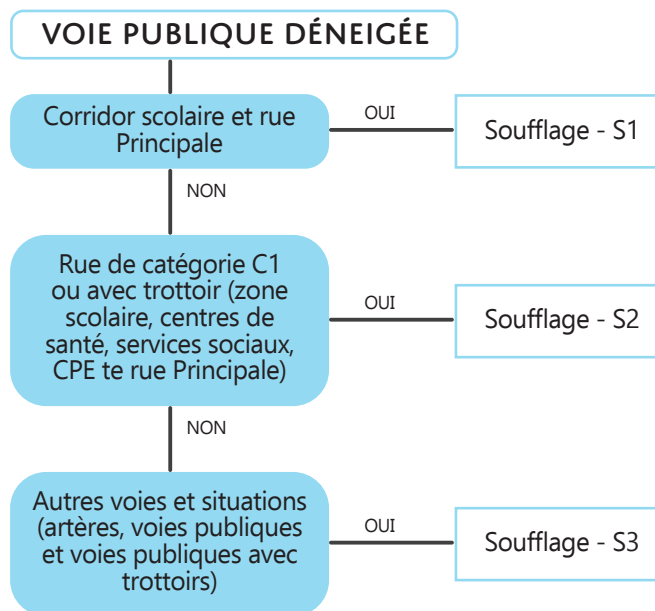 VOIE PUBLIQUE DÉNEIGÉE
Corridor scolaire et rue
Principale
OUI
Soufflage - S1
NON
Rue de catégorie C1
ou avec trottoir (zone
scolaire, centres de
santé, services sociaux,
CPE te rue Principale)
OUI
Soufflage - S2
NON
Autres voies et situations
(artères, voies publiques
et voies publiques avec
trottoirs)
OUI
Soufflage - S3